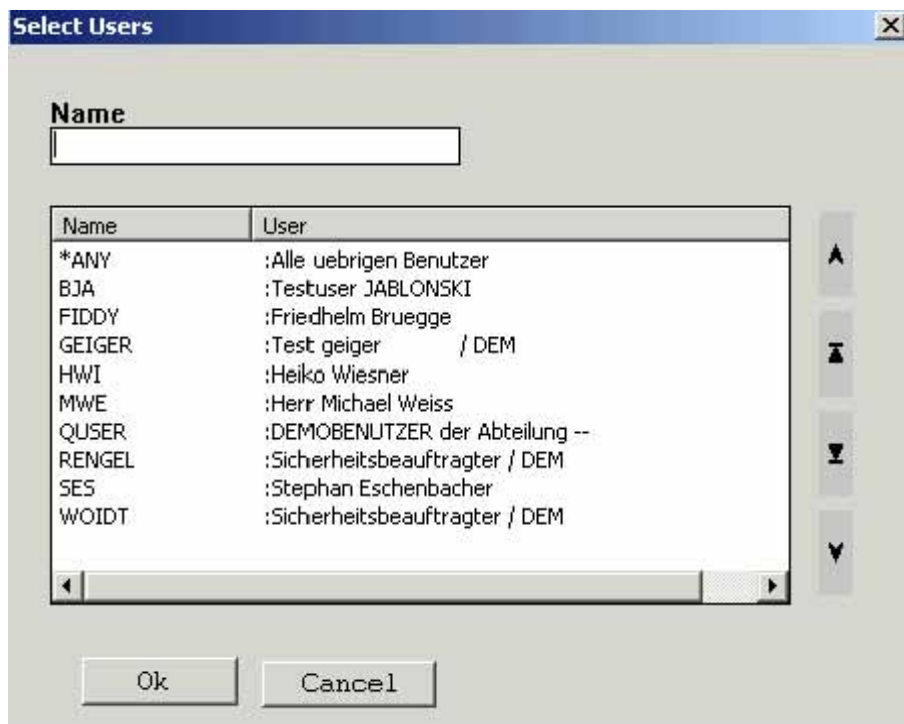 Select Users
Name
Name User
*ANY :Alle uebrigen Benutzer
BJA :Testuser JABLONSKI
FIDDY :Friedhelm Bruegge
GEIGER :Test geiger / DEM
HWI :Heiko Wiesner
MWE :Herr Michael Weiss
QUSER :DEMOBENUTZER der Abteilung --
RENGEL :Sicherheitsbeauftragter / DEM
SES :Stephan Eschenbacher
WOIDT :Sicherheitsbeauftragter / DEM
Ok Cancel